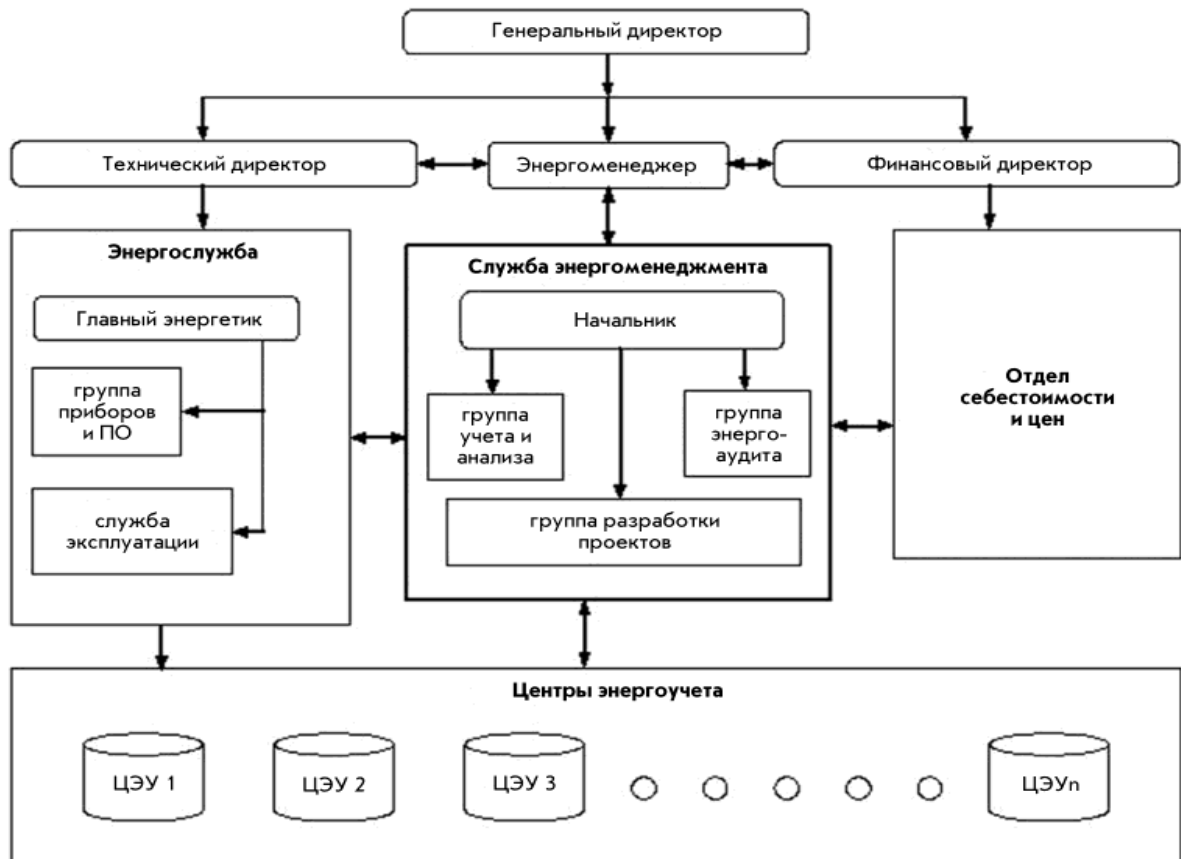 Генеральный директор
Технический директор
Энергоменеджер
Финансовый директор
Энергослужба
Главный энергетик
группа
приборов
и ПО
служба
эксплуатации
Служба энергоменеджмента
Начальник
группа
учета и
анализа
группа
энерго-
аудита
группа разработки
проектов
Отдел
себестоимости
и цен
Центры энергоучета
ЦЭУ 1
ЦЭУ 2
ЦЭУ 3
ЦЭУn